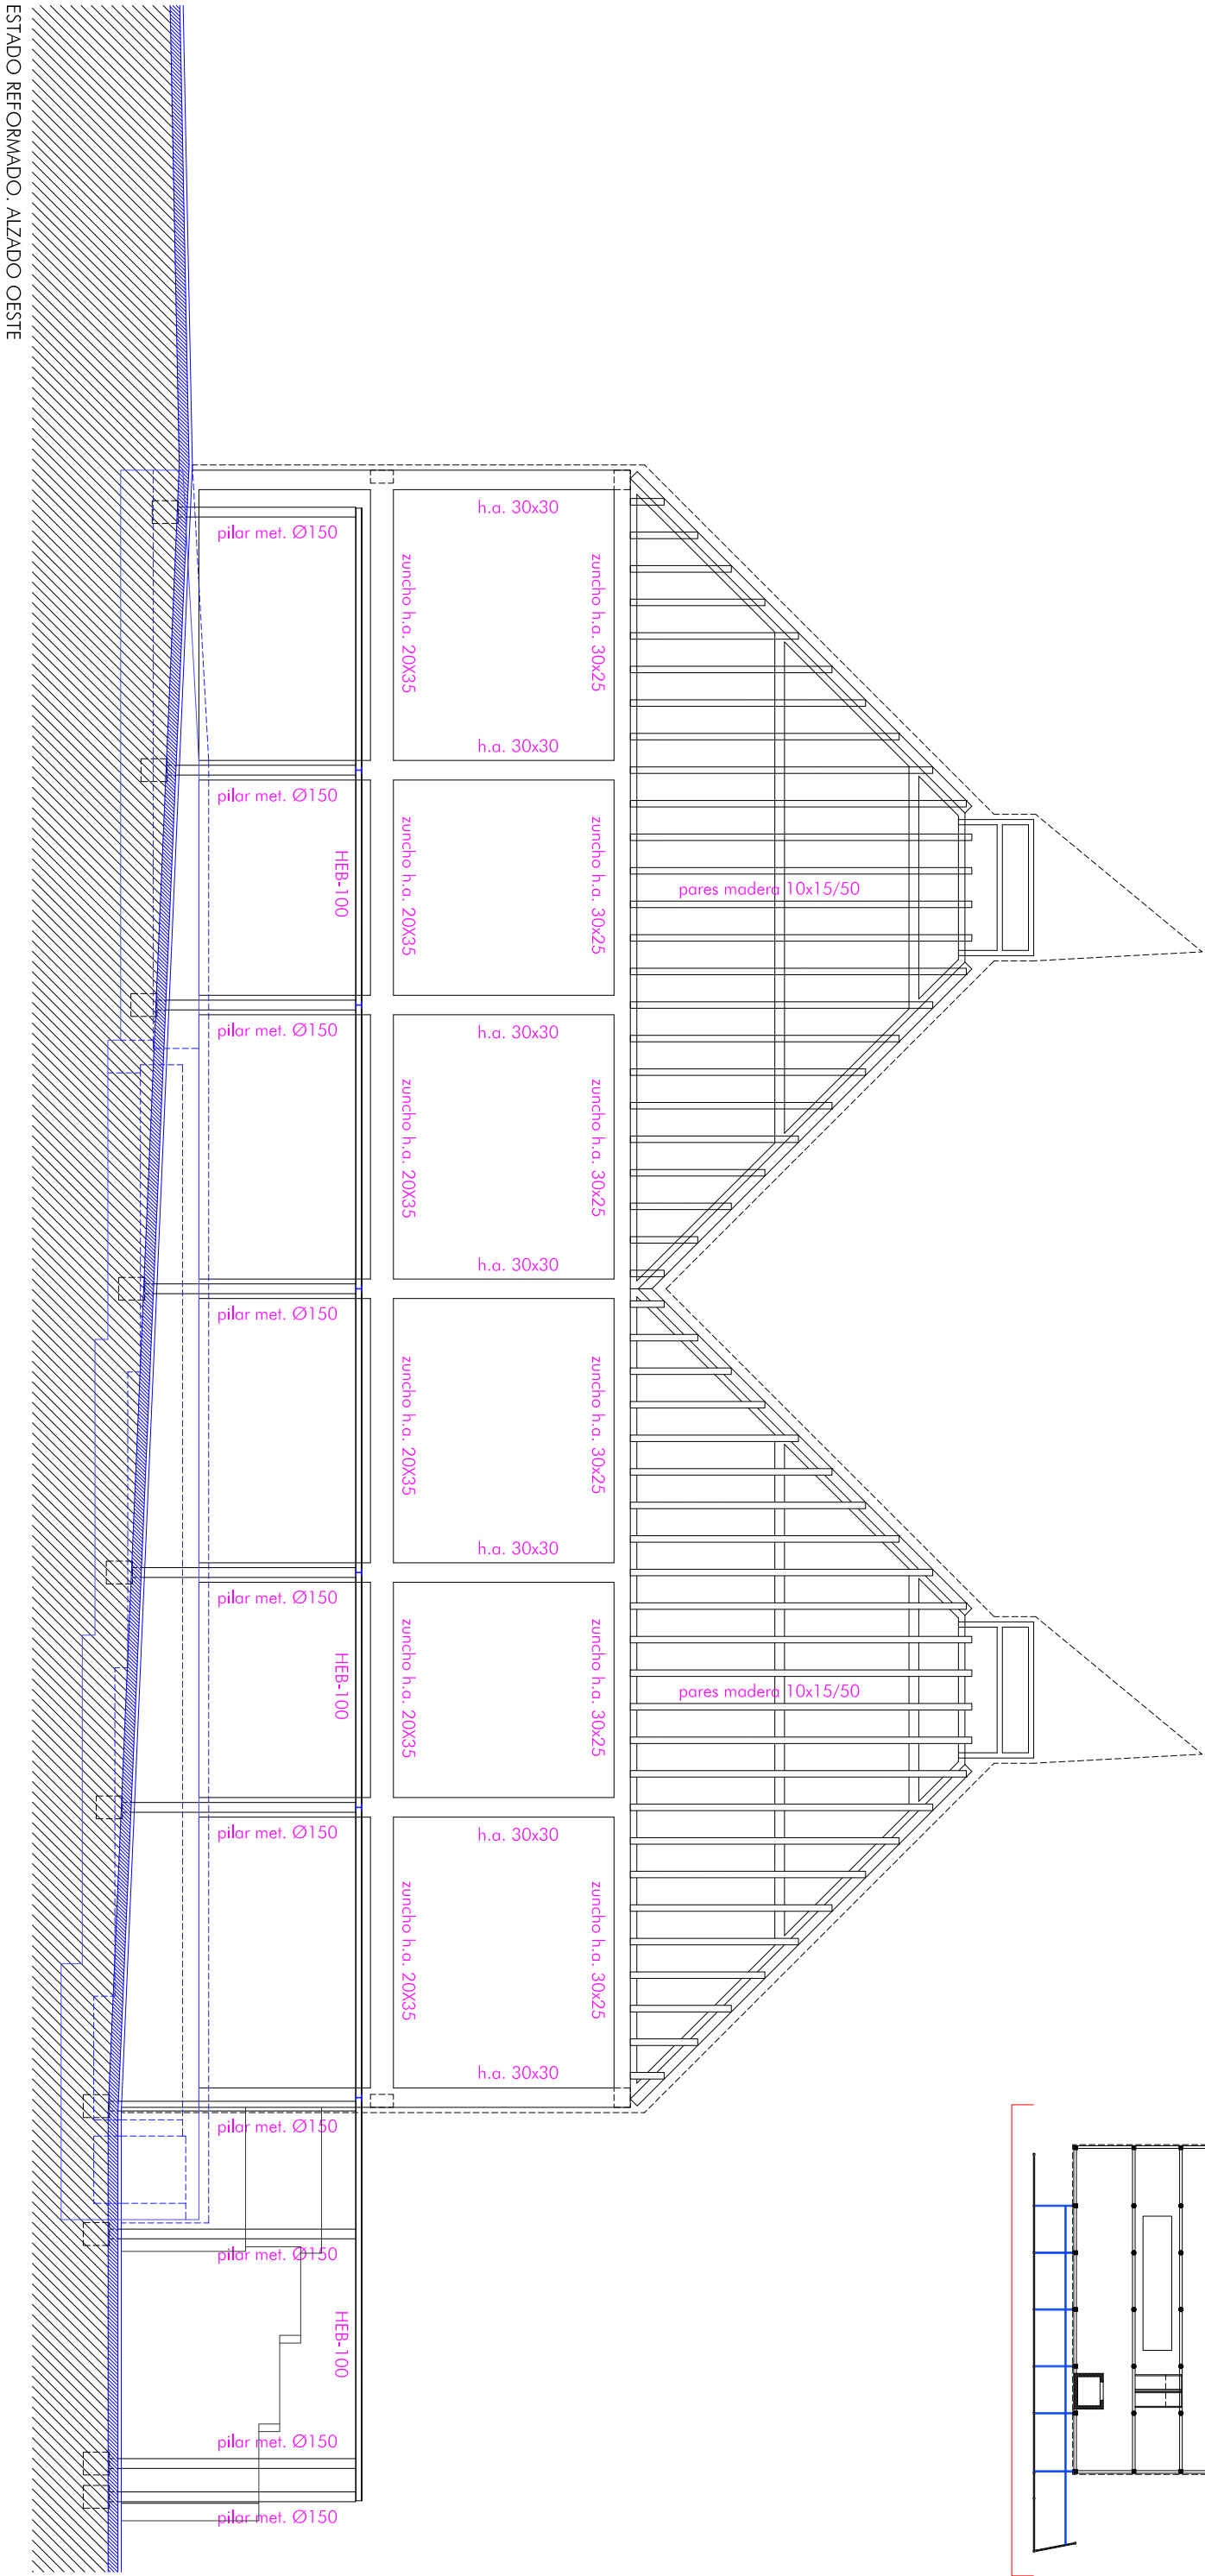 ESTADO REFORMADO. ALZADO OESTE
h.a. 30x30
pilar met. Ø150
zuncho h.a. 20X35
zuncho h.a. 30x25
h.a. 30x30
pilar met. Ø150
HEB-100
zuncho h.a. 20X35
zuncho h.a. 30x25
pares madera 10x15/50
pilar met. Ø150
h.a. 30x30
zuncho h.a. 20X35
zuncho h.a. 30x25
h.a. 30x30
pilar met. Ø150
zuncho h.a. 20X35
zuncho h.a. 30x25
h.a. 30x30
pilar met. Ø150
HEB-100
zuncho h.a. 20X35
zuncho h.a. 30x25
pares madera 10x15/50
pilar met. Ø150
h.a. 30x30
zuncho h.a. 20X35
zuncho h.a. 30x25
h.a. 30x30
pilar met. Ø150
pilar met. Ø150
HEB-100
pilar met. Ø150
pilar met. Ø150